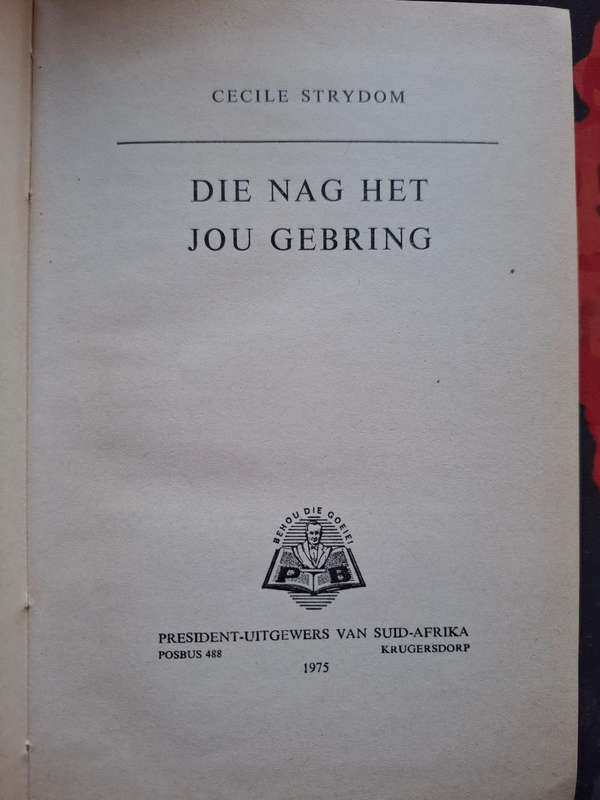 CECILE STRYDOM
DIE NAG HET
JOU GEBRING
BEHOU DIE GOEIE!
P B
PRESIDENT-UITGEWERS VAN SUID-AFRIKA
POSBUS 488 KRUGERSDORP
1975